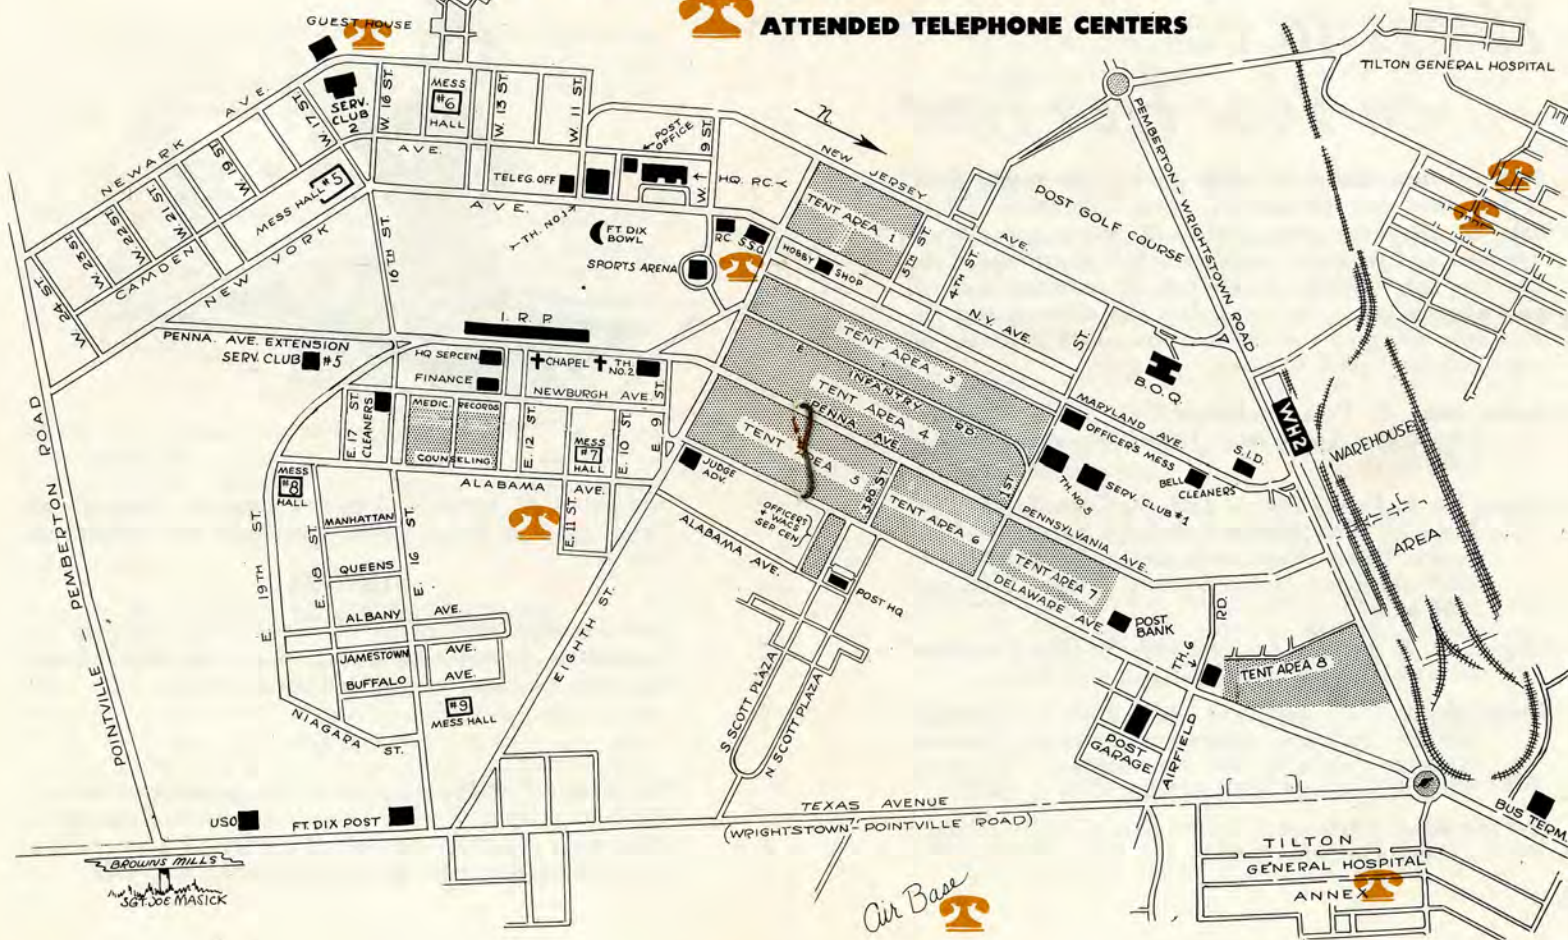 ATTENDED TELEPHONE CENTERS
GUEST HOUSE
NEWARK AVE.
SERV.
CLUB
2
W. 17 ST.
W. 16 ST.
MESS
#6
HALL
W. 13 ST.
W. 11 ST.
POST
OFFICE
W. 9 ST.
N.
W. 19 ST
W. 21 ST.
W. 22 ST
W. 23 ST
W. 24 ST.
CAMDEN AVE.
MESS HALL #5
NEW YORK AVE.
TELEG. OFF
TH. NO.1
HQ. RC.
16TH ST.
FT DIX
BOWL
SPORTS ARENA
RC
S.S.O.
HOBBY SHOP
NEW JERSEY AVE.
TENT AREA 1
5TH ST.
4TH ST.
N.Y. AVE.
POST GOLF COURSE
PEMBERTON - WRIGHTSTOWN ROAD
TILTON GENERAL HOSPITAL
PENNA. AVE. EXTENSION
SERV. CLUB #5
I. R. P.
HQ SEPCEN.
FINANCE
CHAPEL
TH
NO.2
NEWBURGH AVE.
MEDIC
RECORDS
COUNSELING
E. 17 ST.
CLEANERS
E. 12 ST.
MESS
#7
HALL
E. 10 ST
E. 9 ST.
ALABAMA AVE.
E. 11 ST.
MESS
#8
HALL
TENT AREA 3
E INFANTRY RD.
TENT AREA 4
PENNA AVE
TENT AREA 5
3RD ST
TENT AREA 6
1 ST.
ST.
MARYLAND AVE.
B.O.Q.
OFFICER'S MESS
BELL
CLEANERS
S.I.D.
TH NO.5
SERV. CLUB #1
WH2
WAREHOUSE
AREA
JUDGE
ADV.
OFFICERS
+ WACS
SEP CEN
ALABAMA AVE.
POST HQ
PENNSYLVANIA AVE.
TENT AREA 7
DELAWARE AVE
POST
BANK
TH. 6
AIRFIELD RD.
TENT AREA 8
E. 19TH ST.
E. 18 ST.
E. 16 ST.
MANHATTAN
QUEENS
ALBANY AVE.
JAMESTOWN AVE.
BUFFALO AVE.
#9
MESS HALL
NIAGARA ST.
EIGHTH ST.
S SCOTT PLAZA
N SCOTT PLAZA
POST
GARAGE
POINTVILLE - PEMBERTON ROAD
USO
FT. DIX POST
TEXAS AVENUE
(WRIGHTSTOWN-POINTVILLE ROAD)
BROWNS MILLS
SGT. JOE MASICK
Air Base
BUS TERM.
TILTON
GENERAL HOSPITAL
ANNEX